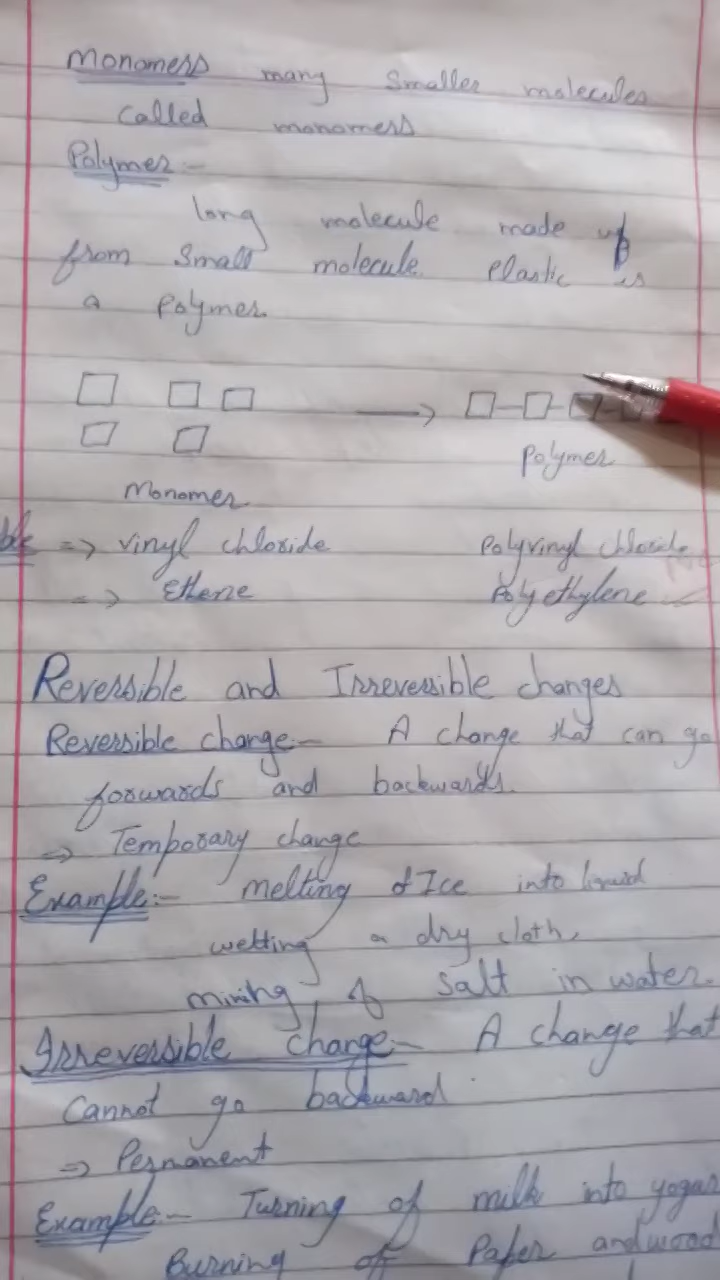 Monomers many Smaller molecules
Called monomers
Polymer:-
long molecule made up
from Small molecule. Plastic is
a Polymer.
Polymer
Monomer
=> vinyl chloride Polyvinyl chloride
=> Ethene Polyethylene
Reversible and Irreversible changes
Reversible change:- A change that can go
forwards and backwards.
=> Temporary change
Example:- melting of Ice into liquid
wetting a dry cloth,
mixing of salt in water.
Irreversible change:- A change that
Cannot go backward.
=> Permanent
Example:- Turning of milk into
Burning of Paper and wood